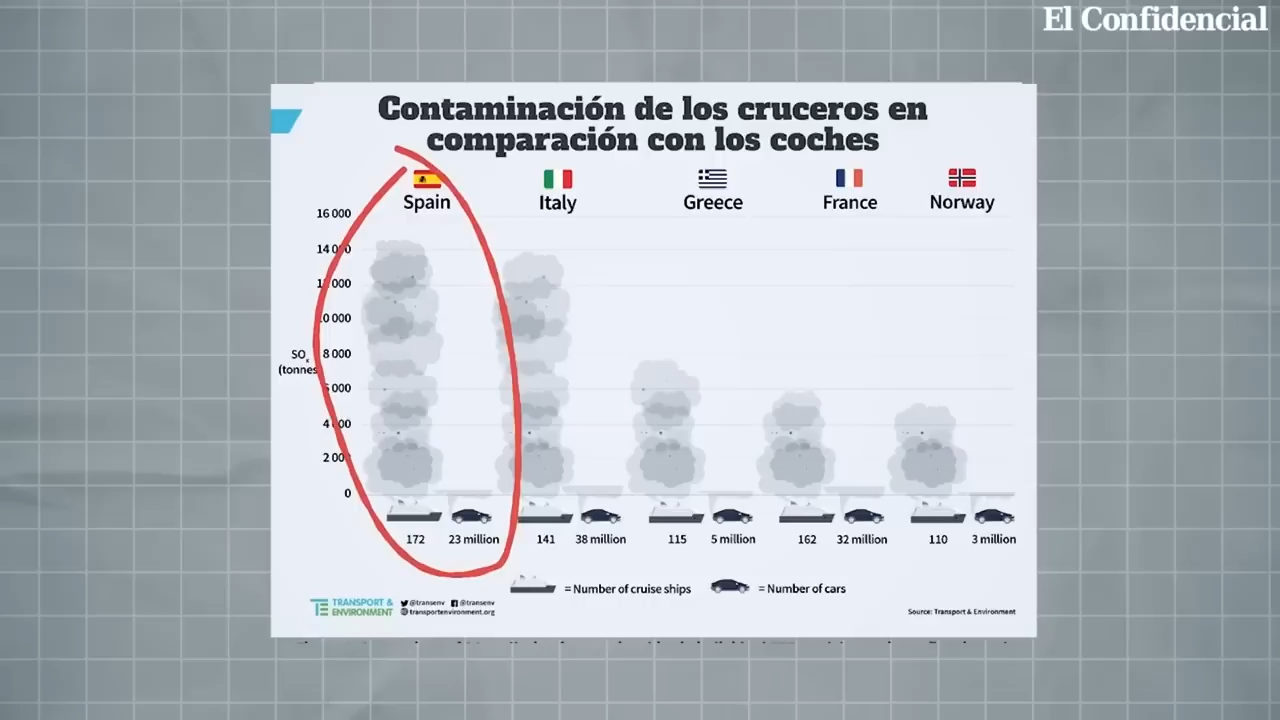 El Confidencial
Contaminación de los cruceros en
comparación con los coches
Spain
Italy
Greece
France
Norway
16 000
14 000
12 000
10 000
8 000
6 000
4 000
2 000
0
SOx
(tonnes
172
23 million
141
38 million
115
5 million
162
32 million
110
3 million
= Number of cruise ships
= Number of cars
TRANSPORT &
ENVIRONMENT
@transenv @transenv
transportenvironment.org
Source: Transport & Environment